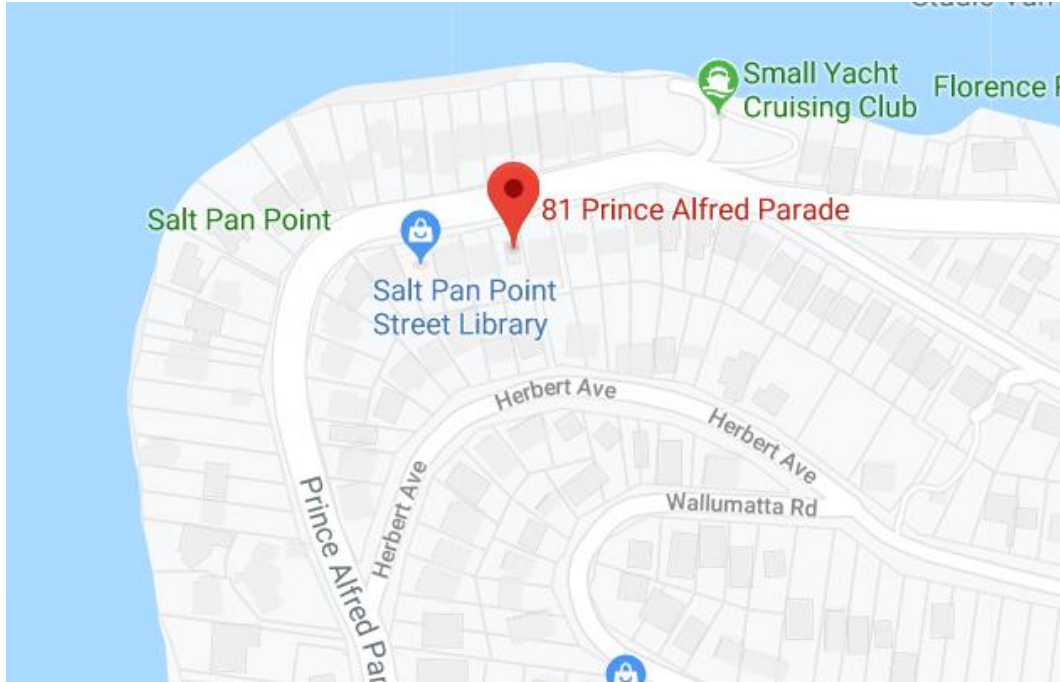 Small Yacht
Cruising Club
Florence
81 Prince Alfred Parade
Salt Pan Point
Salt Pan Point
Street Library
Herbert Ave
Herbert Ave
Herbert Ave
Wallumatta Rd
Prince Alfred Par